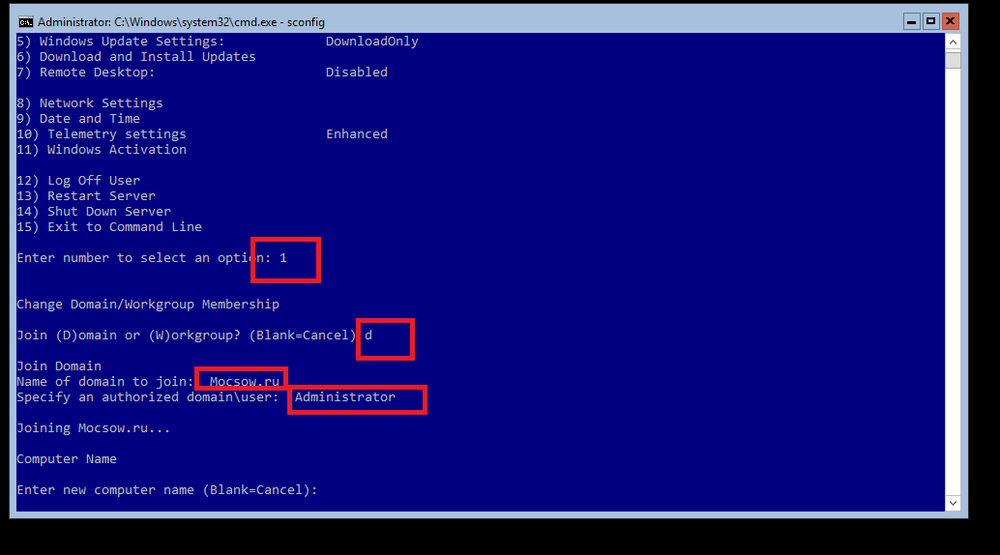 Administrator: C:\Windows\system32\cmd.exe - sconfig
5) Windows Update Settings: DownloadOnly
6) Download and Install Updates
7) Remote Desktop: Disabled
8) Network Settings
9) Date and Time
10) Telemetry settings Enhanced
11) Windows Activation
12) Log Off User
13) Restart Server
14) Shut Down Server
15) Exit to Command Line
Enter number to select an option: 1
Change Domain/Workgroup Membership
Join (D)omain or (W)orkgroup? (Blank=Cancel) d
Join Domain
Name of domain to join: Mocsow.ru
Specify an authorized domain\user: Administrator
Joining Mocsow.ru...
Computer Name
Enter new computer name (Blank=Cancel):